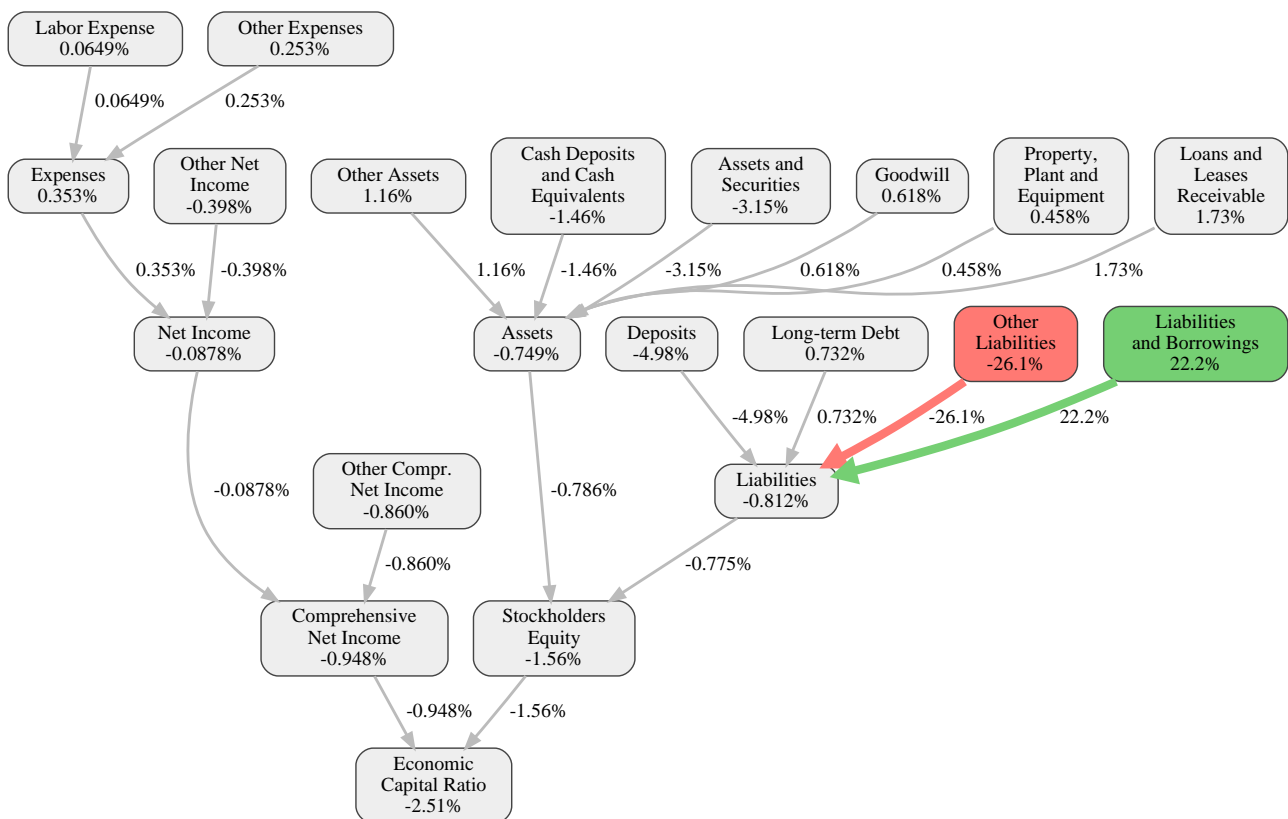 Labor Expense
0.0649%
Other Expenses
0.253%
0.0649%
0.253%
Expenses
0.353%
Other Net
Income
-0.398%
Other Assets
1.16%
Cash Deposits
and Cash
Equivalents
-1.46%
Assets and
Securities
-3.15%
Goodwill
0.618%
Property,
Plant and
Equipment
0.458%
Loans and
Leases
Receivable
1.73%
0.353%
-0.398%
1.16%
-1.46%
-3.15%
0.618%
0.458%
1.73%
Net Income
-0.0878%
Assets
-0.749%
Deposits
-4.98%
Long-term Debt
0.732%
Other
Liabilities
-26.1%
Liabilities
and Borrowings
22.2%
-4.98%
0.732%
-26.1%
22.2%
-0.0878%
Other Compr.
Net Income
-0.860%
-0.786%
Liabilities
-0.812%
-0.860%
-0.775%
Comprehensive
Net Income
-0.948%
Stockholders
Equity
-1.56%
-0.948%
-1.56%
Economic
Capital Ratio
-2.51%